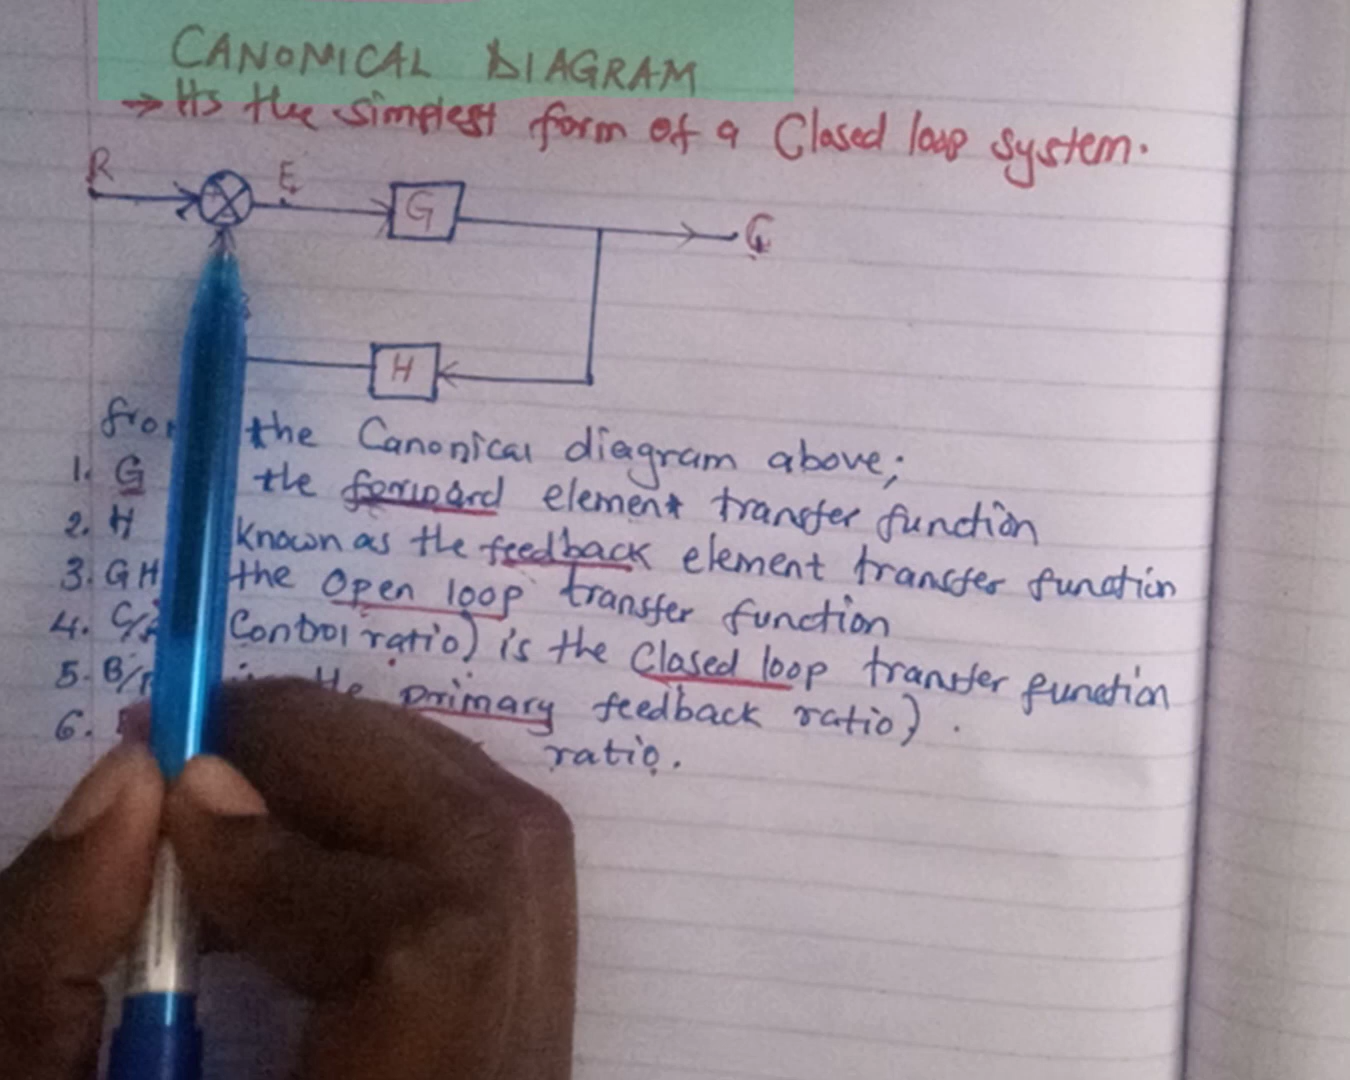 CANONICAL DIAGRAM
→ Its the simplest form of a Closed loop system.
R
E
G
C
H
from the Canonical diagram above;
1. G the forward element transfer function
2. H known as the feedback element transfer function
3. GH the open loop transfer function
4. C/ Control ratio) is the Closed loop transfer function
5. B/ the primary feedback ratio).
6. ratio.